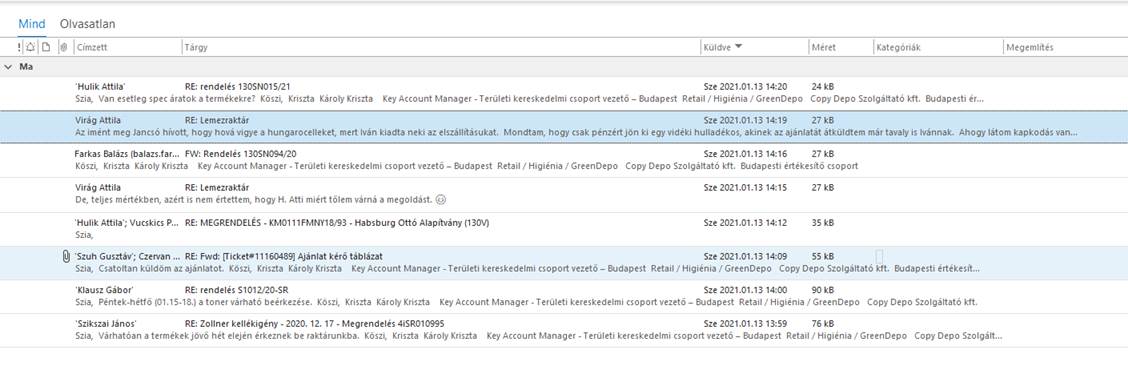 Mind Olvasatlan
! Címzett Tárgy Küldve Méret Kategóriák Megemlítés
Ma
'Hulik Attila' RE: rendelés 130SN015/21 Sze 2021.01.13 14:20 24 kB
Szia, Van esetleg spec áratok a termékekre? Köszi, Kriszta Károly Kriszta Key Account Manager - Területi kereskedelmi csoport vezető – Budapest Retail / Higiénia / GreenDepo Copy Depo Szolgáltató kft. Budapesti ér...
Virág Attila RE: Lemezraktár Sze 2021.01.13 14:19 27 kB
Az imént meg Jancsó hívott, hogy hová vigye a hungarocelleket, mert Iván kiadta neki az elszállításukat. Mondtam, hogy csak pénzért jön ki egy vidéki hulladékos, akinek az ajánlatát átküldtem már tavaly is Ivánnak. Ahogy látom kapkodás van...
Farkas Balázs (balazs.far... FW: Rendelés 130SN094/20 Sze 2021.01.13 14:16 27 kB
Köszi, Kriszta Károly Kriszta Key Account Manager - Területi kereskedelmi csoport vezető – Budapest Retail / Higiénia / GreenDepo Copy Depo Szolgáltató kft. Budapesti értékesítő csoport
Virág Attila RE: Lemezraktár Sze 2021.01.13 14:15 27 kB
De, teljes mértékben, azért is nem értettem, hogy H. Atti miért tőlem várná a megoldást. ☺
'Hulik Attila'; Vucskics P... RE: MEGRENDELÉS - KM0111FMNY18/93 - Habsburg Ottó Alapítvány (130V) Sze 2021.01.13 14:12 35 kB
Szia,
'Szuh Gusztáv'; Czervan ... RE: Fwd: [Ticket#11160489] Ajánlat kérő táblázat Sze 2021.01.13 14:09 55 kB
Szia, Csatoltan küldöm az ajánlatot. Köszi, Kriszta Károly Kriszta Key Account Manager - Területi kereskedelmi csoport vezető – Budapest Retail / Higiénia / GreenDepo Copy Depo Szolgáltató kft. Budapesti értékesít...
'Klausz Gábor' RE: rendelés S1012/20-SR Sze 2021.01.13 14:00 90 kB
Szia, Péntek-hétfő (01.15-18.) a toner várható beérkezése. Köszi, Kriszta Károly Kriszta Key Account Manager - Területi kereskedelmi csoport vezető – Budapest Retail / Higiénia / GreenDepo Copy Depo Szolgáltató kft.
'Szikszai János' RE: Zollner kellékigény - 2020. 12. 17 - Megrendelés 4iSR010995 Sze 2021.01.13 13:59 76 kB
Szia, Várhatóan a termékek jövő hét elején érkeznek be raktárunkba. Köszi, Kriszta Károly Kriszta Key Account Manager - Területi kereskedelmi csoport vezető – Budapest Retail / Higiénia / GreenDepo Copy Depo Szolgált...